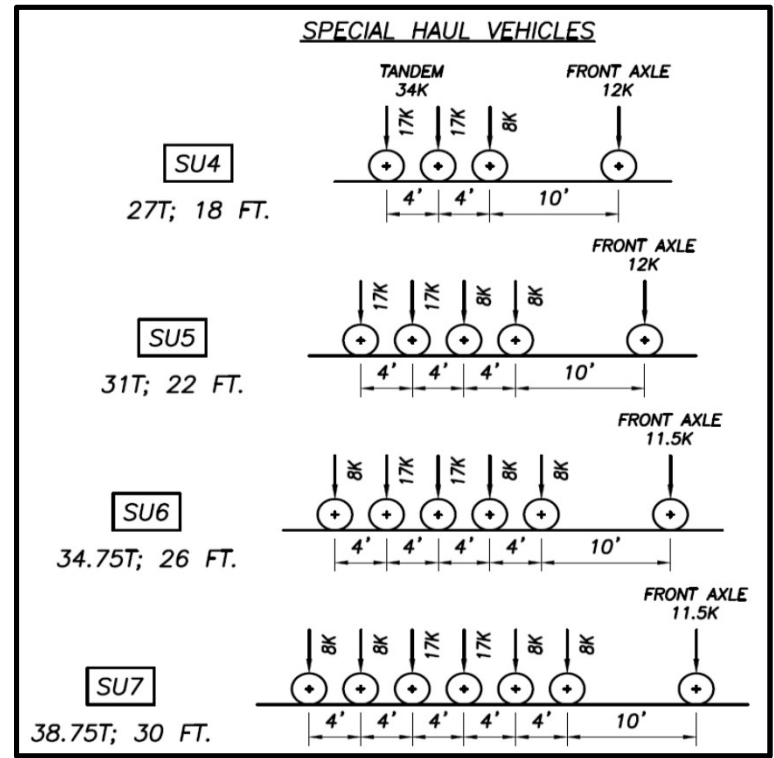 SPECIAL HAUL VEHICLES
TANDEM
34K
FRONT AXLE
12K
17K 17K 8K
SU4
27T; 18 FT.
4' 4' 10'
FRONT AXLE
12K
17K 17K 8K 8K
SU5
31T; 22 FT.
4' 4' 4' 10'
FRONT AXLE
11.5K
8K 17K 17K 8K 8K
SU6
34.75T; 26 FT.
4' 4' 4' 4' 10'
FRONT AXLE
11.5K
8K 8K 17K 17K 8K 8K
SU7
38.75T; 30 FT.
4' 4' 4' 4' 4' 10'